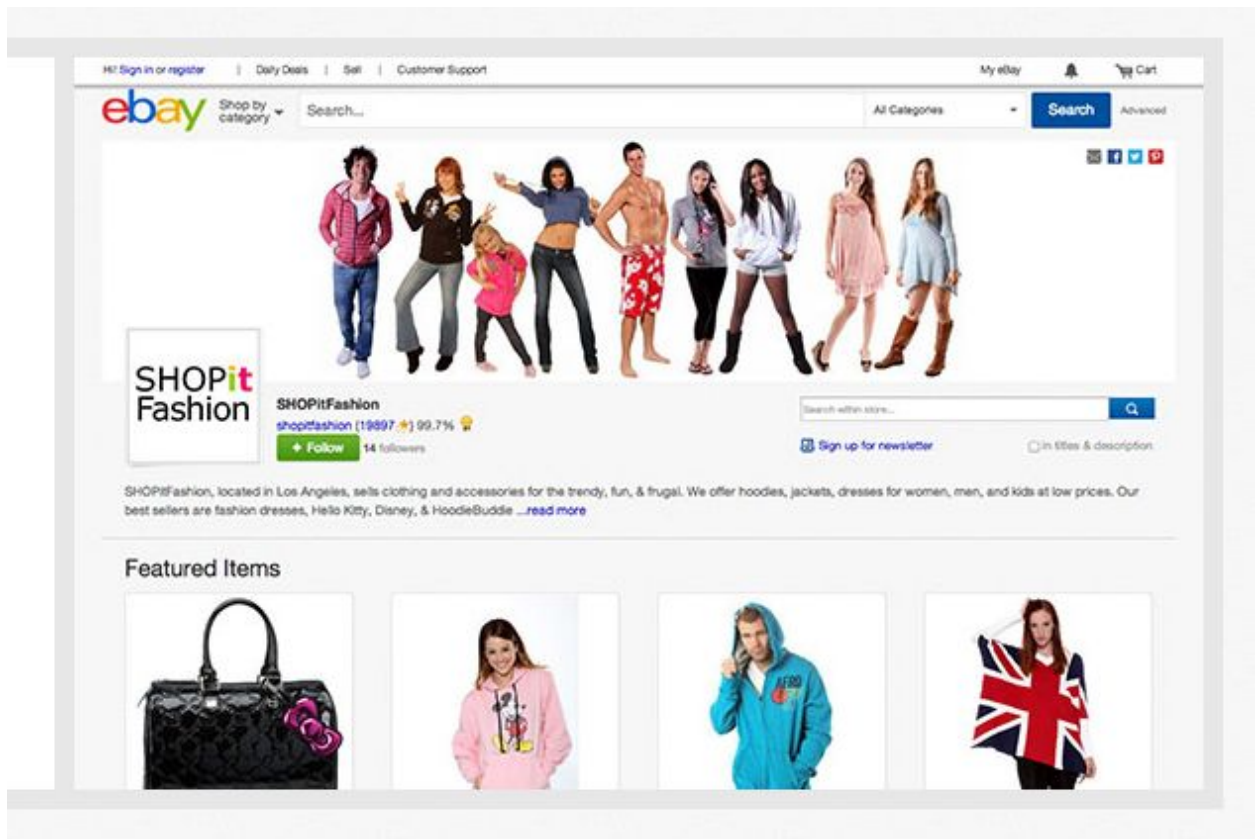 Hi! Sign in or register | Daily Deals | Sell | Customer Support My eBay Cart
ebay Shop by category Search... All Categories Search Advanced
SHOPit
Fashion
SHOPitFashion
shopitfashion (19897) 99.7%
+ Follow 14 followers
Search within store...
Sign up for newsletter in titles & description
SHOPitFashion, located in Los Angeles, sells clothing and accessories for the trendy, fun, & frugal. We offer hoodies, jackets, dresses for women, men, and kids at low prices. Our
best sellers are fashion dresses, Hello Kitty, Disney, & HoodieBuddie ...read more
Featured Items
AERO